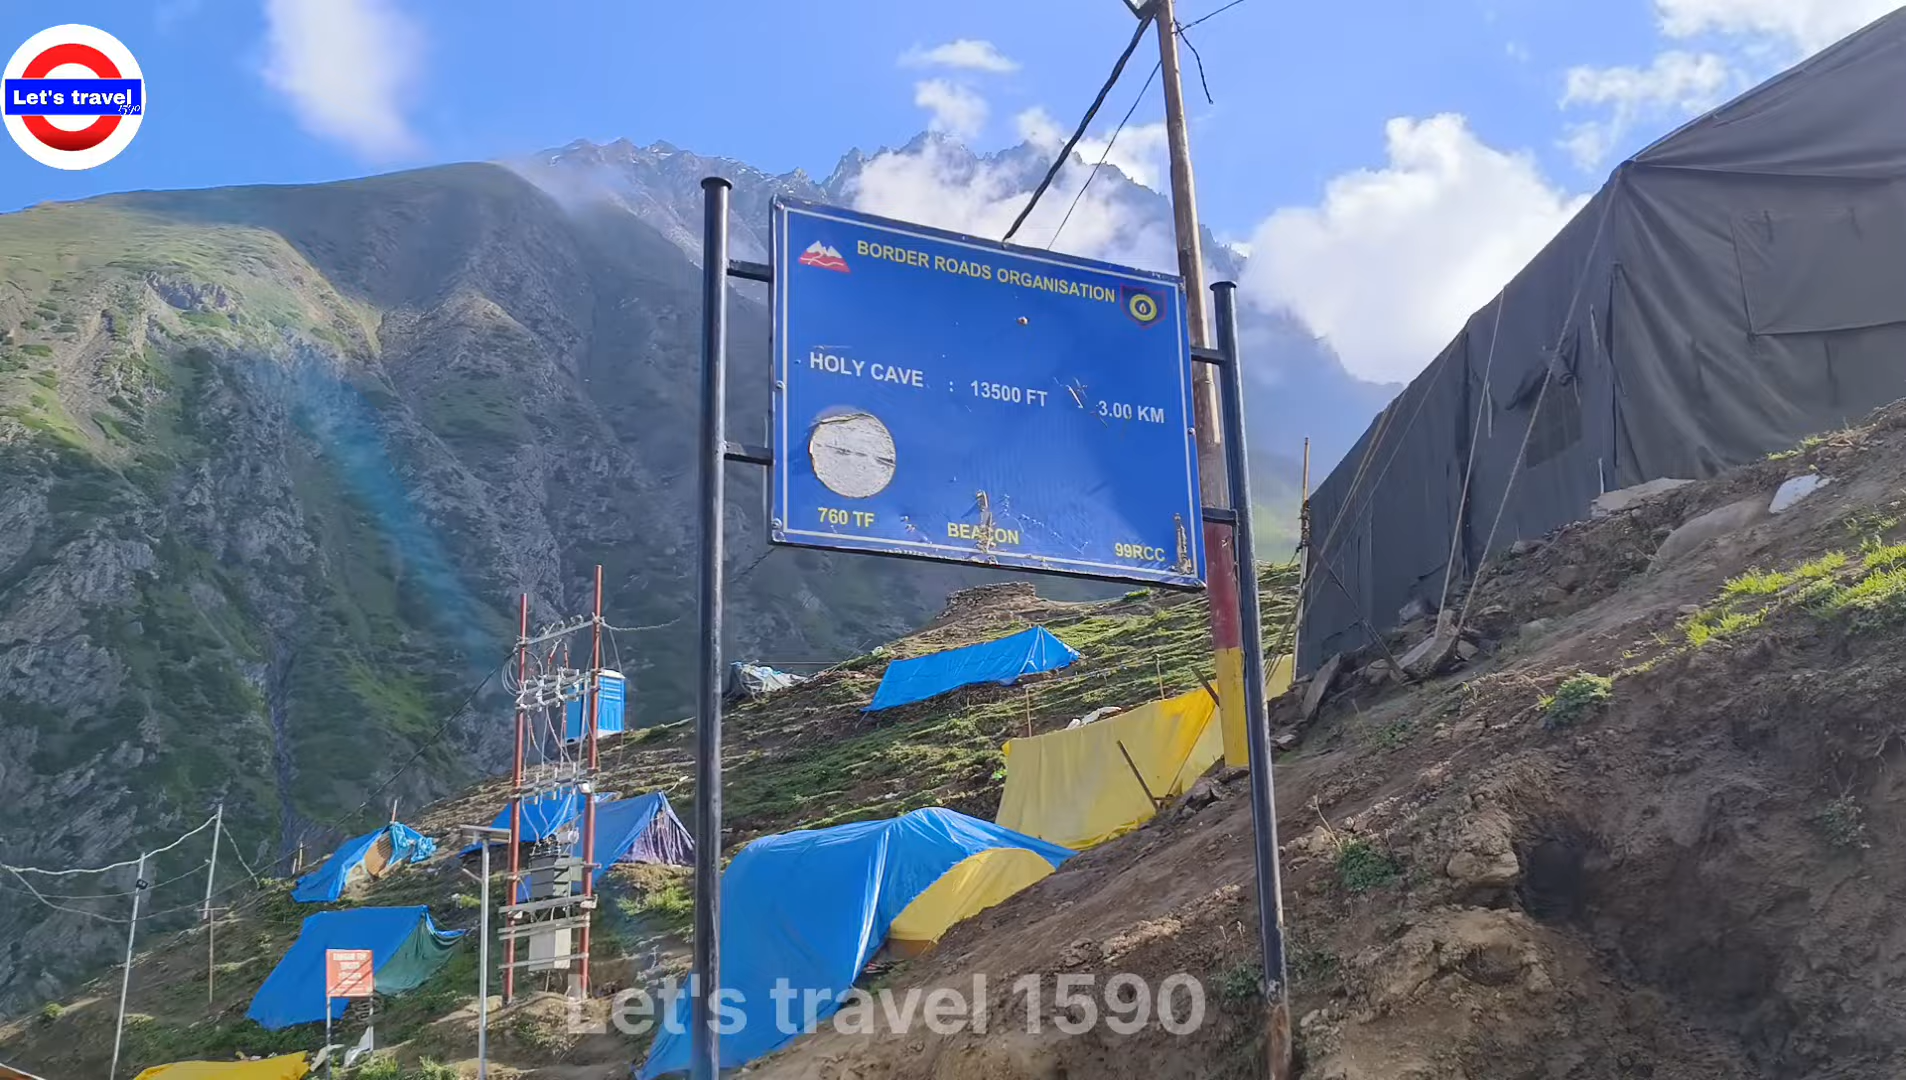 Let's travel
1590
BORDER ROADS ORGANISATION
HOLY CAVE : 13500 FT 3.00 KM
760 TF BEACON 99RCC
Let's travel 1590